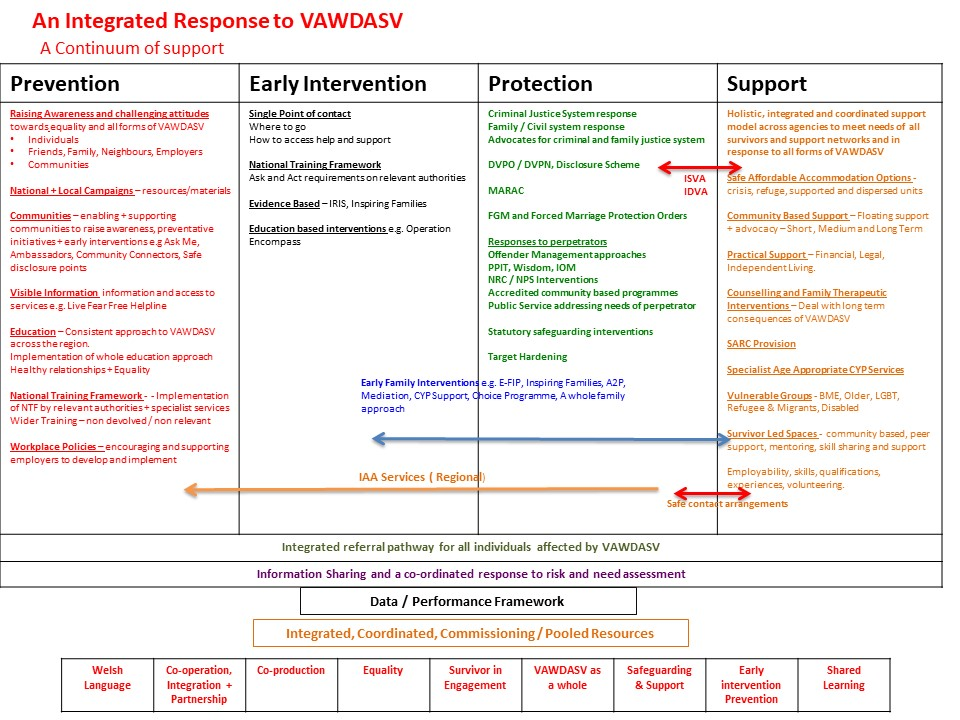 An Integrated Response to VAWDASV
A Continuum of support
Prevention
Raising Awareness and challenging attitudes
towards,equality and all forms of VAWDASV
• Individuals
• Friends, Family, Neighbours, Employers
• Communities
National + Local Campaigns – resources/materials
Communities – enabling + supporting
communities to raise awareness, preventative
initiatives + early interventions e.g Ask Me,
Ambassadors, Community Connectors, Safe
disclosure points
Visible Information information and access to
services e.g. Live Fear Free Helpline
Education – Consistent approach to VAWDASV
across the region.
Implementation of whole education approach
Healthy relationships + Equality
National Training Framework - - Implementation
of NTF by relevant authorities + specialist services
Wider Training – non devolved / non relevant
Workplace Policies – encouraging and supporting
employers to develop and implement
Early Intervention
Single Point of contact
Where to go
How to access help and support
National Training Framework
Ask and Act requirements on relevant authorities
Evidence Based – IRIS, Inspiring Families
Education based interventions e.g. Operation
Encompass
Protection
Criminal Justice System response
Family / Civil system response
Advocates for criminal and family justice system
DVPO / DVPN, Disclosure Scheme
ISVA
IDVA
MARAC
FGM and Forced Marriage Protection Orders
Responses to perpetrators
Offender Management approaches
PPIT, Wisdom, IOM
NRC / NPS Interventions
Accredited community based programmes
Public Service addressing needs of perpetrator
Statutory safeguarding interventions
Target Hardening
Support
Holistic, integrated and coordinated support
model across agencies to meet needs of all
survivors and support networks and in
response to all forms of VAWDASV
Safe Affordable Accommodation Options -
crisis, refuge, supported and dispersed units
Community Based Support – Floating support
+ advocacy – Short , Medium and Long Term
Practical Support – Financial, Legal,
Independent Living.
Counselling and Family Therapeutic
Interventions – Deal with long term
consequences of VAWDASV
SARC Provision
Specialist Age Appropriate CYP Services
Vulnerable Groups - BME, Older, LGBT,
Refugee & Migrants, Disabled
Survivor Led Spaces - community based, peer
support, mentoring, skill sharing and support
Employability, skills, qualifications,
experiences, volunteering.
Early Family Interventions e.g. E-FIP, Inspiring Families, A2P,
Mediation, CYP Support, Choice Programme, A whole family
approach
IAA Services ( Regional)
Safe contact arrangements
Integrated referral pathway for all individuals affected by VAWDASV
Information Sharing and a co-ordinated response to risk and need assessment
Data / Performance Framework
Integrated, Coordinated, Commissioning / Pooled Resources
Welsh
Language
Co-operation,
Integration +
Partnership
Co-production
Equality
Survivor in
Engagement
VAWDASV as
a whole
Safeguarding
& Support
Early
intervention
Prevention
Shared
Learning